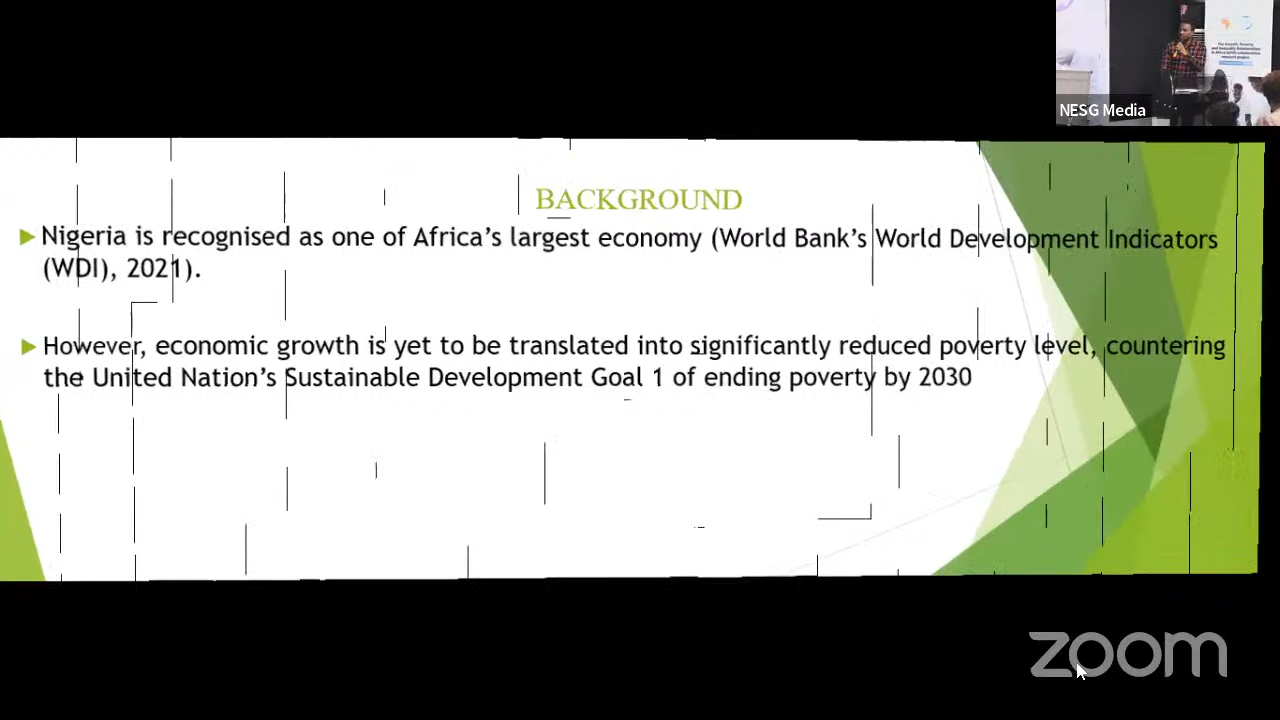 NESG Media
BACKGROUND
Nigeria is recognised as one of Africa's largest economy (World Bank's World Development Indicators
(WDI), 2021).
However, economic growth is yet to be translated into significantly reduced poverty level, countering
the United Nation's Sustainable Development Goal 1 of ending poverty by 2030
zoom